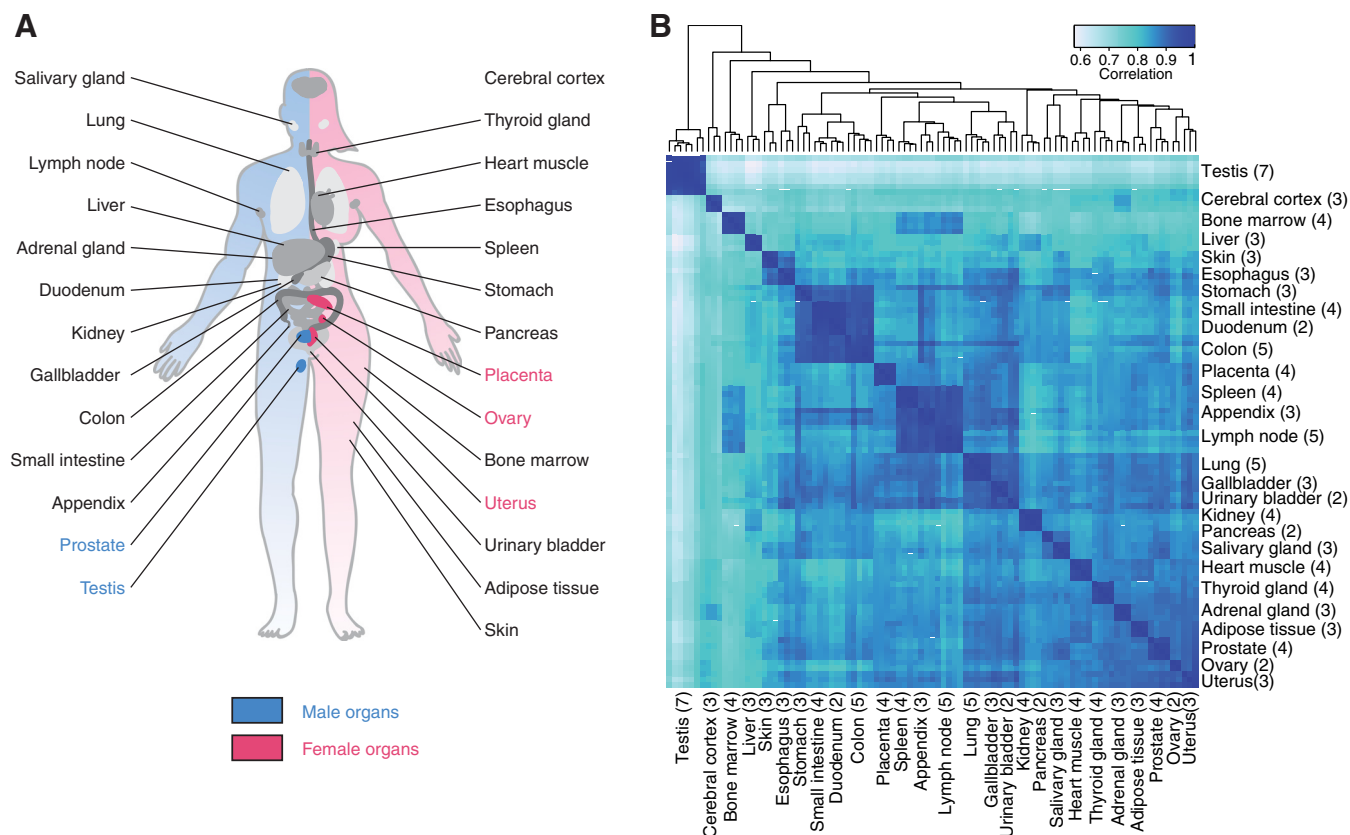 A
Salivary gland
Lung
Lymph node
Liver
Adrenal gland
Duodenum
Kidney
Gallbladder
Colon
Small intestine
Appendix
Prostate
Testis
Cerebral cortex
Thyroid gland
Heart muscle
Esophagus
Spleen
Stomach
Pancreas
Placenta
Ovary
Bone marrow
Uterus
Urinary bladder
Adipose tissue
Skin
Male organs
Female organs
B
0.6 0.7 0.8 0.9 1
Correlation
Testis (7)
Cerebral cortex (3)
Bone marrow (4)
Liver (3)
Skin (3)
Esophagus (3)
Stomach (3)
Small intestine (4)
Duodenum (2)
Colon (5)
Placenta (4)
Spleen (4)
Appendix (3)
Lymph node (5)
Lung (5)
Gallbladder (3)
Urinary bladder (2)
Kidney (4)
Pancreas (2)
Salivary gland (3)
Heart muscle (4)
Thyroid gland (4)
Adrenal gland (3)
Adipose tissue (3)
Prostate (4)
Ovary (2)
Uterus(3)
Testis (7)
Cerebral cortex (3)
Bone marrow (4)
Liver (3)
Skin (3)
Esophagus (3)
Stomach (3)
Small intestine (4)
Duodenum (2)
Colon (5)
Placenta (4)
Spleen (4)
Appendix (3)
Lymph node (5)
Lung (5)
Gallbladder (3)
Urinary bladder (2)
Kidney (4)
Pancreas (2)
Salivary gland (3)
Heart muscle (4)
Thyroid gland (4)
Adrenal gland (3)
Adipose tissue (3)
Prostate (4)
Ovary (2)
Uterus(3)